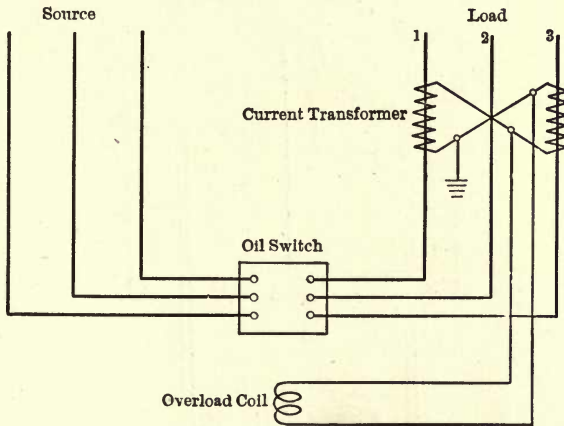 Source
Load
1
2
3
Current Transformer
Oil Switch
Overload Coil